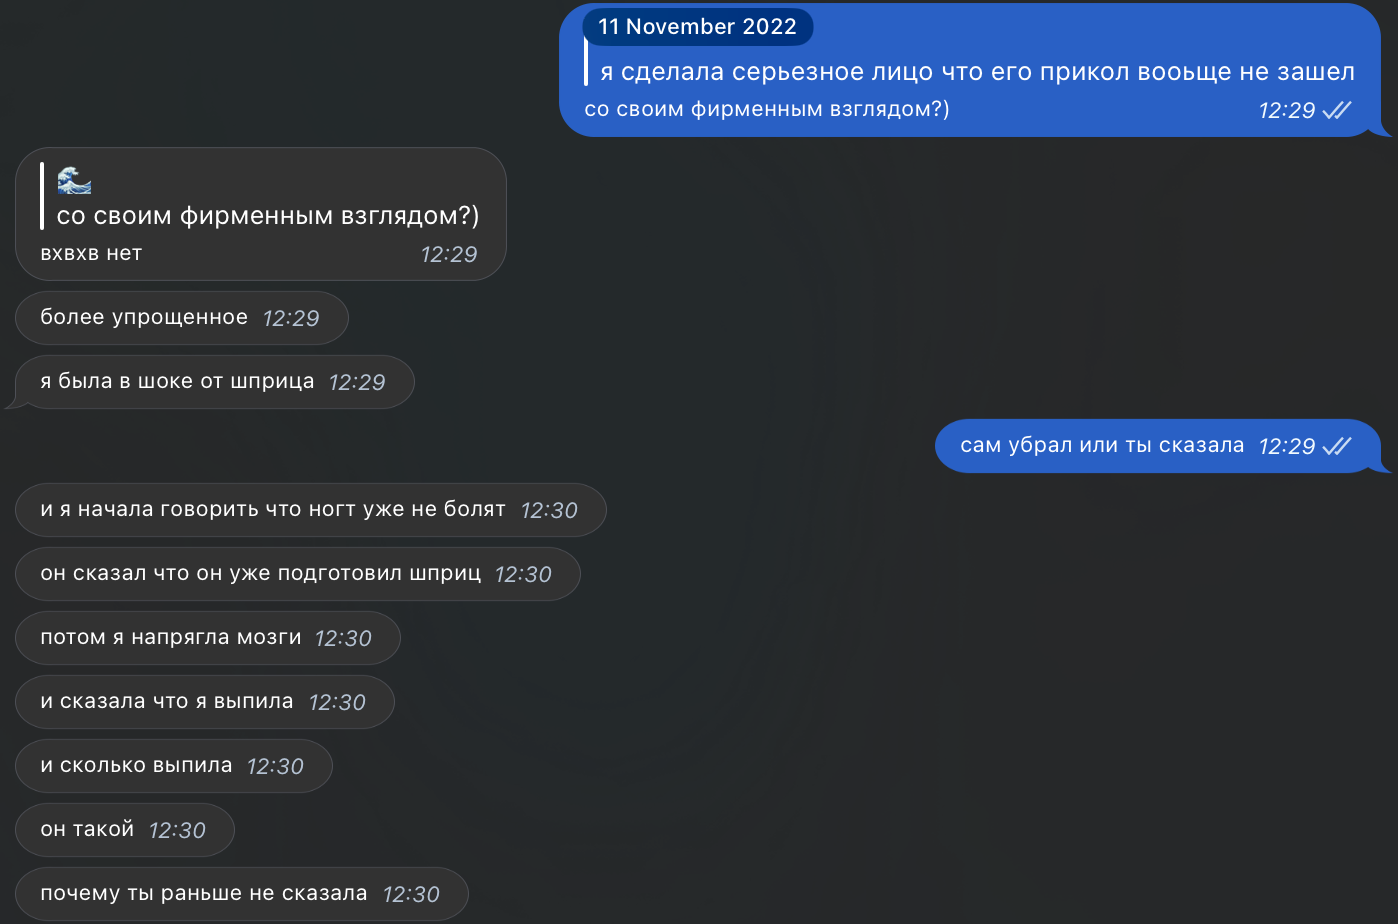 11 November 2022
я сделала серьезное лицо что его прикол вооьще не зашел
со своим фирменным взглядом?)
12:29
🌊
со своим фирменным взглядом?)
вхвхв нет 12:29
более упрощенное 12:29
я была в шоке от шприца 12:29
сам убрал или ты сказала 12:29
и я начала говорить что ногт уже не болят 12:30
он сказал что он уже подготовил шприц 12:30
потом я напрягла мозги 12:30
и сказала что я выпила 12:30
и сколько выпила 12:30
он такой 12:30
почему ты раньше не сказала 12:30